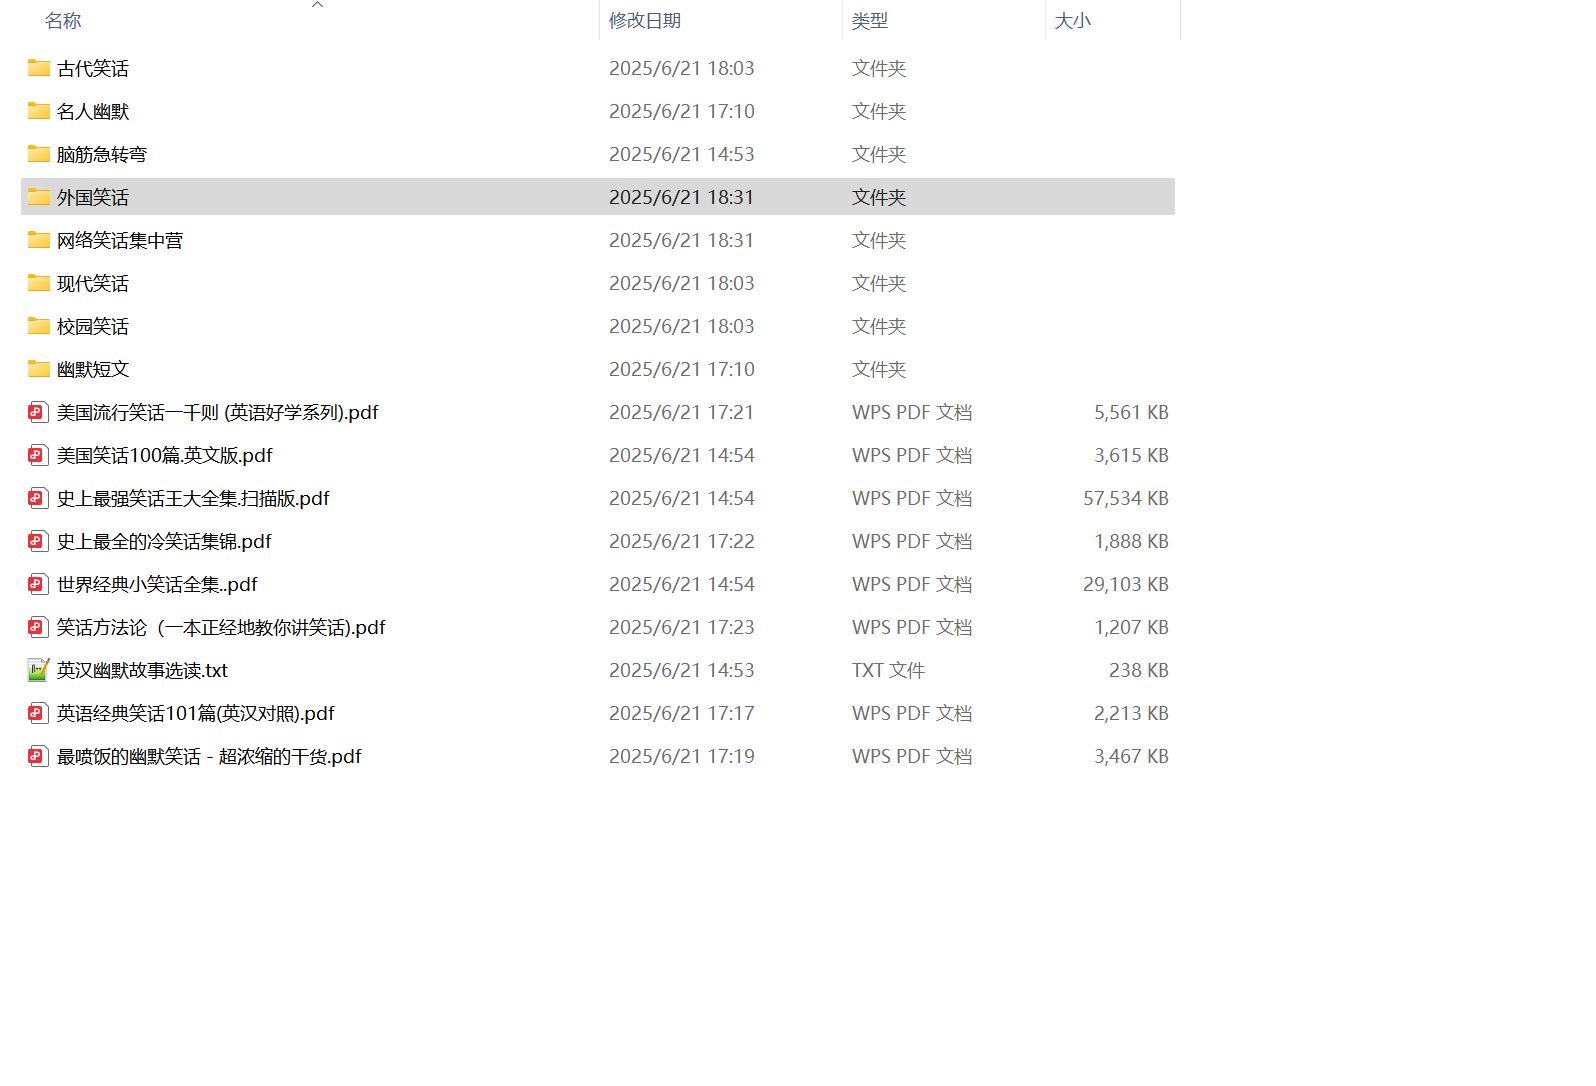 名称 修改日期 类型 大小
古代笑话 2025/6/21 18:03 文件夹
名人幽默 2025/6/21 17:10 文件夹
脑筋急转弯 2025/6/21 14:53 文件夹
外国笑话 2025/6/21 18:31 文件夹
网络笑话集中营 2025/6/21 18:31 文件夹
现代笑话 2025/6/21 18:03 文件夹
校园笑话 2025/6/21 18:03 文件夹
幽默短文 2025/6/21 17:10 文件夹
美国流行笑话一千则 (英语好学系列).pdf 2025/6/21 17:21 WPS PDF 文档 5,561 KB
美国笑话100篇.英文版.pdf 2025/6/21 14:54 WPS PDF 文档 3,615 KB
史上最强笑话王大全集.扫描版.pdf 2025/6/21 14:54 WPS PDF 文档 57,534 KB
史上最全的冷笑话集锦.pdf 2025/6/21 17:22 WPS PDF 文档 1,888 KB
世界经典小笑话全集..pdf 2025/6/21 14:54 WPS PDF 文档 29,103 KB
笑话方法论（一本正经地教你讲笑话).pdf 2025/6/21 17:23 WPS PDF 文档 1,207 KB
英汉幽默故事选读.txt 2025/6/21 14:53 TXT 文件 238 KB
英语经典笑话101篇(英汉对照).pdf 2025/6/21 17:17 WPS PDF 文档 2,213 KB
最喷饭的幽默笑话 - 超浓缩的干货.pdf 2025/6/21 17:19 WPS PDF 文档 3,467 KB